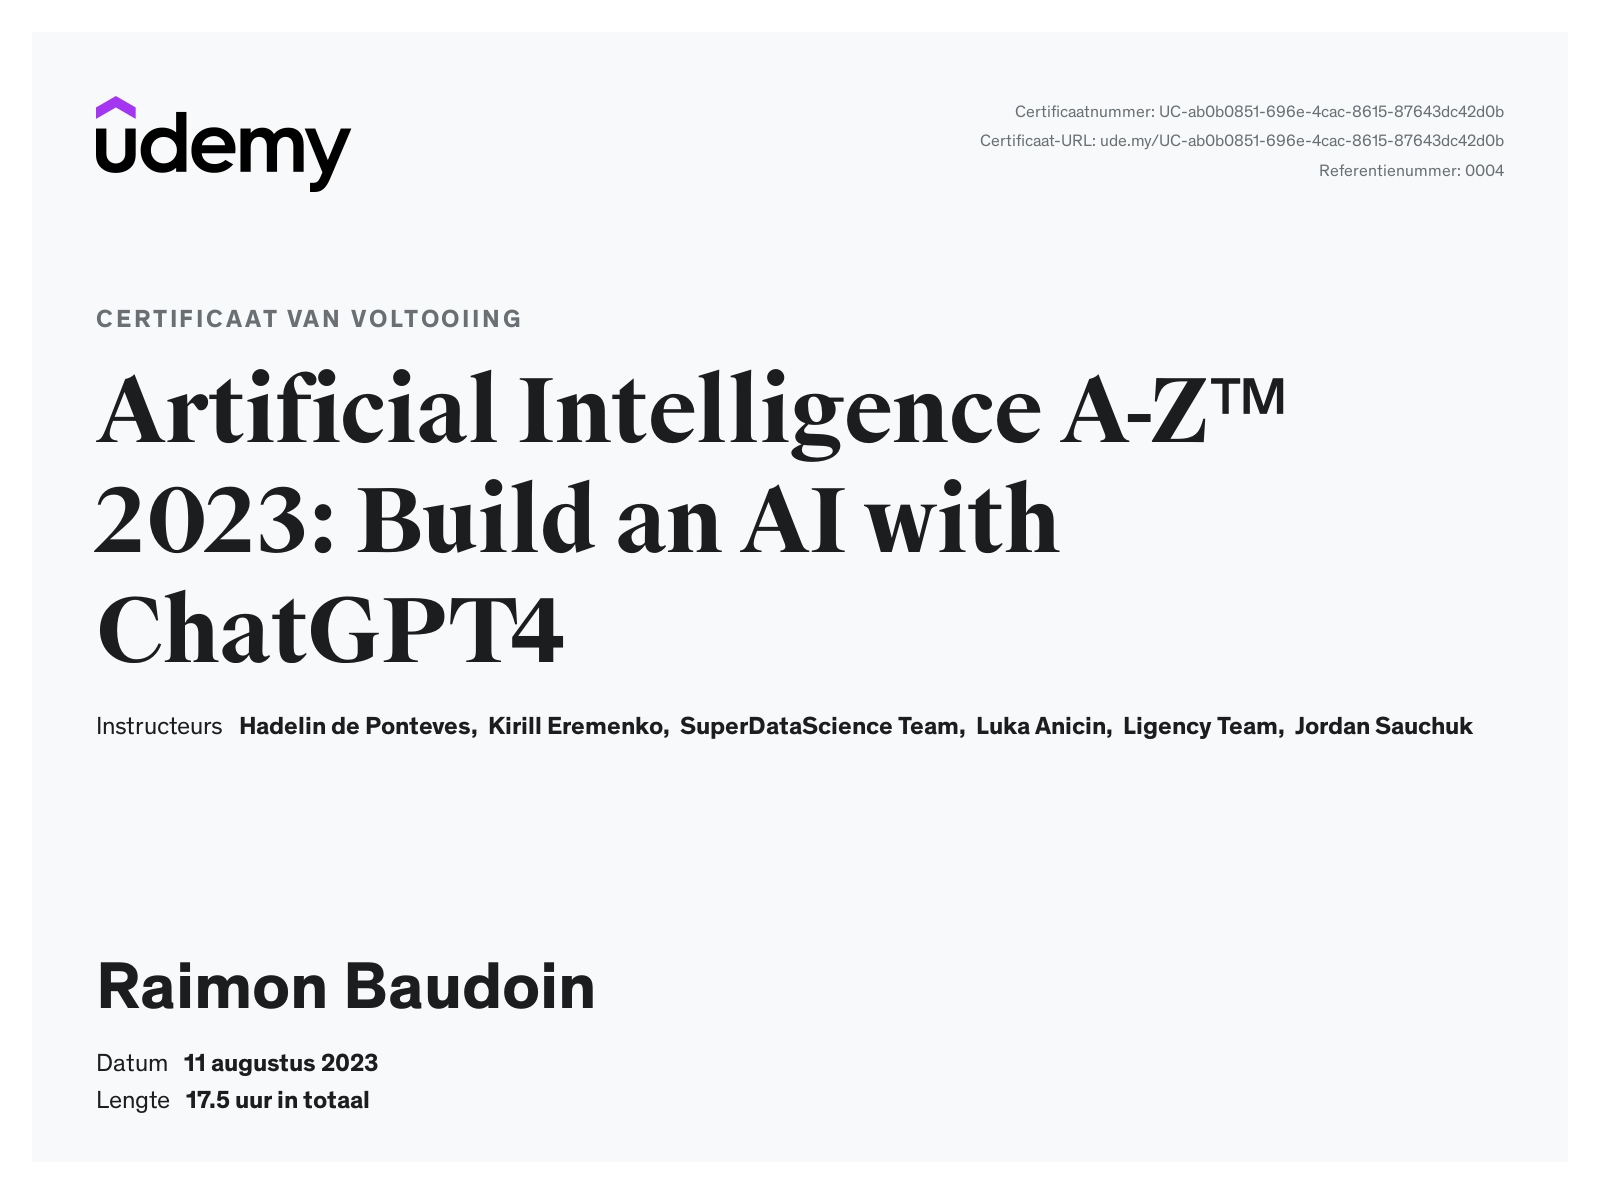 udemy
Certificaatnummer: UC-ab0b0851-696e-4cac-8615-87643dc42d0b
Certificaat-URL: ude.my/UC-ab0b0851-696e-4cac-8615-87643dc42d0b
Referentienummer: 0004
CERTIFICAAT VAN VOLTOOIING
Artificial Intelligence A-Z™
2023: Build an AI with
ChatGPT4
Instructeurs Hadelin de Ponteves, Kirill Eremenko, SuperDataScience Team, Luka Anicin, Ligency Team, Jordan Sauchuk
Raimon Baudoin
Datum 11 augustus 2023
Lengte 17.5 uur in totaal